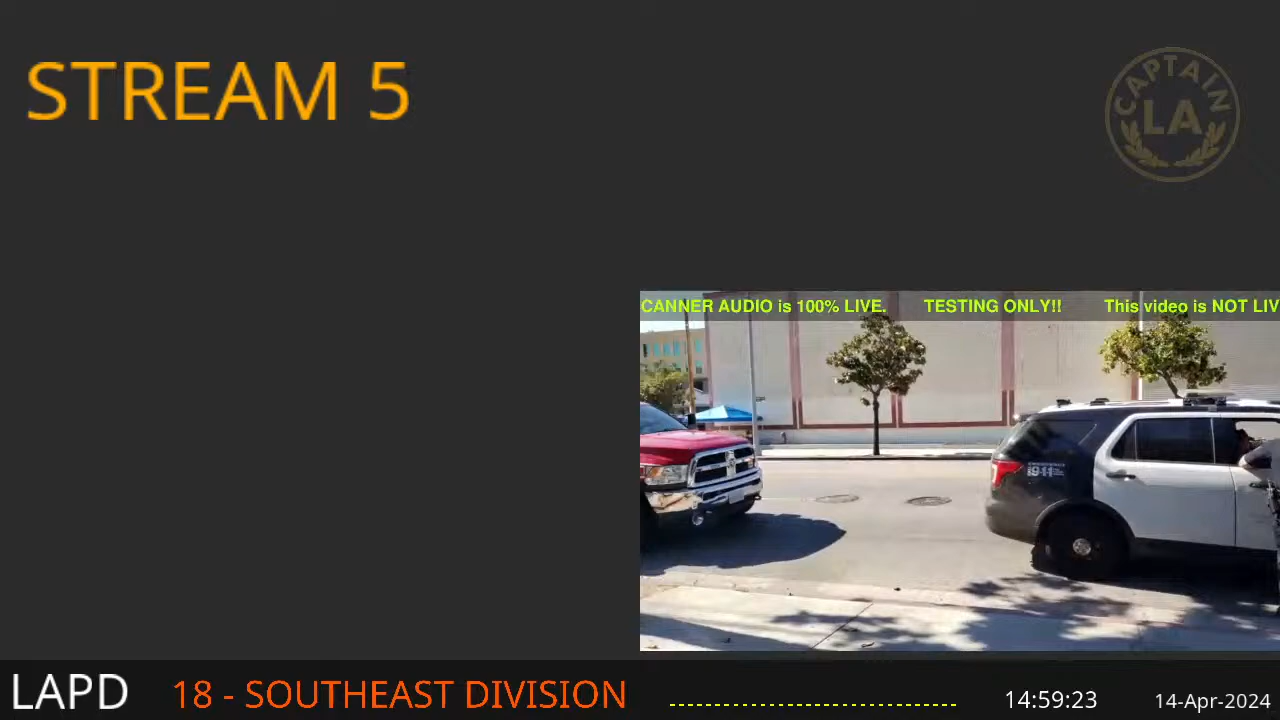 STREAM 5
CAPTAIN
LA
CANNER AUDIO is 100% LIVE. TESTING ONLY!! This video is NOT LIV
911
LAPD 18 - SOUTHEAST DIVISION 14:59:23 14-Apr-2024